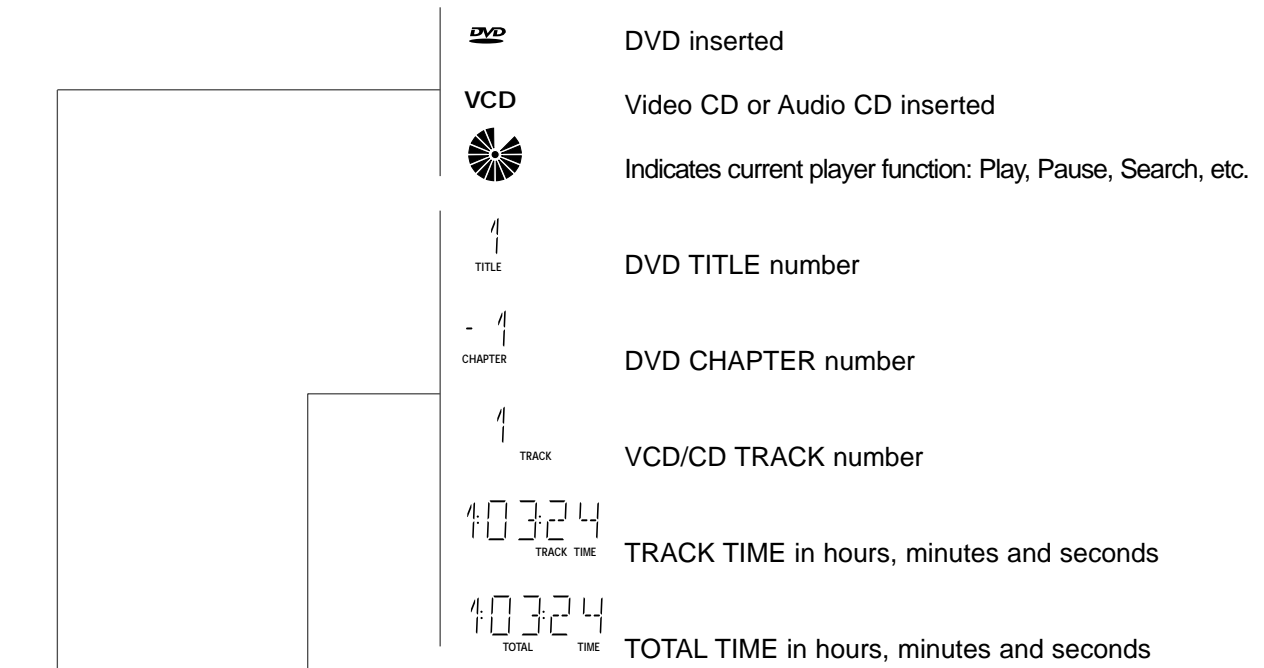 DVD DVD inserted
VCD Video CD or Audio CD inserted
Indicates current player function: Play, Pause, Search, etc.
1
TITLE DVD TITLE number
- 1
CHAPTER DVD CHAPTER number
1
TRACK VCD/CD TRACK number
1:03:24
TRACK TIME TRACK TIME in hours, minutes and seconds
1:03:24
TOTAL TIME TOTAL TIME in hours, minutes and seconds